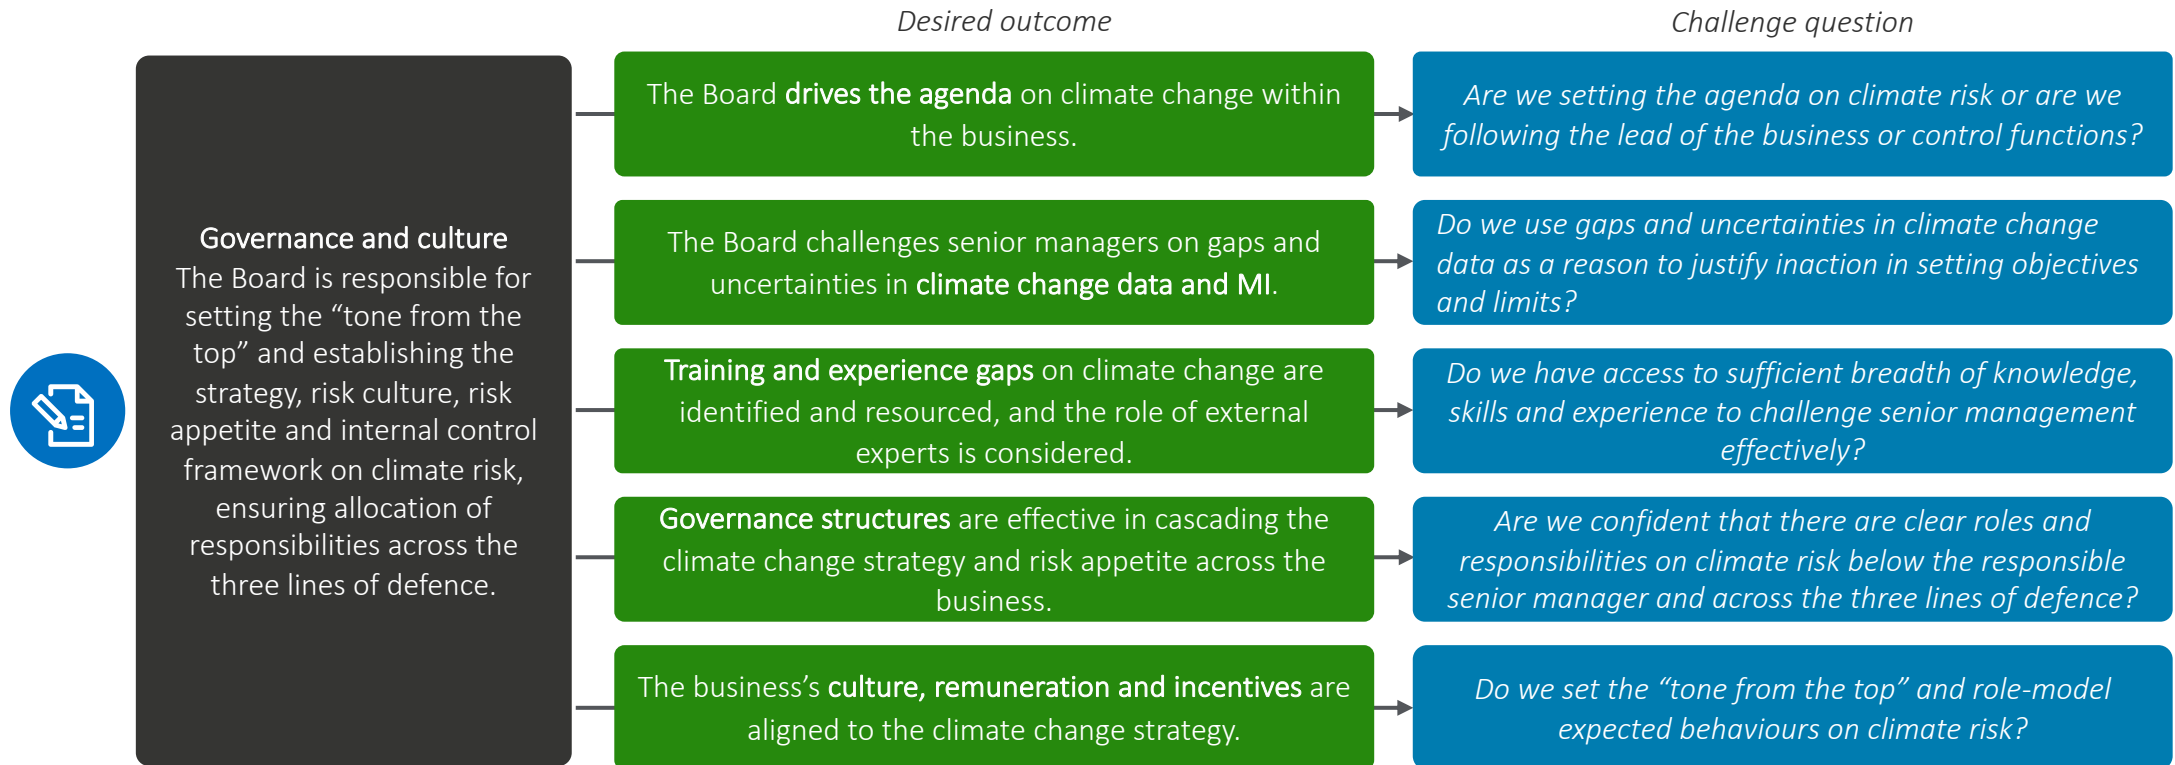 Desired outcome
Challenge question
Governance and culture
The Board is responsible for
setting the “tone from the
top” and establishing the
strategy, risk culture, risk
appetite and internal control
framework on climate risk,
ensuring allocation of
responsibilities across the
three lines of defence.
The Board drives the agenda on climate change within
the business.
Are we setting the agenda on climate risk or are we
following the lead of the business or control functions?
The Board challenges senior managers on gaps and
uncertainties in climate change data and MI.
Do we use gaps and uncertainties in climate change
data as a reason to justify inaction in setting objectives
and limits?
Training and experience gaps on climate change are
identified and resourced, and the role of external
experts is considered.
Do we have access to sufficient breadth of knowledge,
skills and experience to challenge senior management
effectively?
Governance structures are effective in cascading the
climate change strategy and risk appetite across the
business.
Are we confident that there are clear roles and
responsibilities on climate risk below the responsible
senior manager and across the three lines of defence?
The business’s culture, remuneration and incentives are
aligned to the climate change strategy.
Do we set the “tone from the top” and role-model
expected behaviours on climate risk?